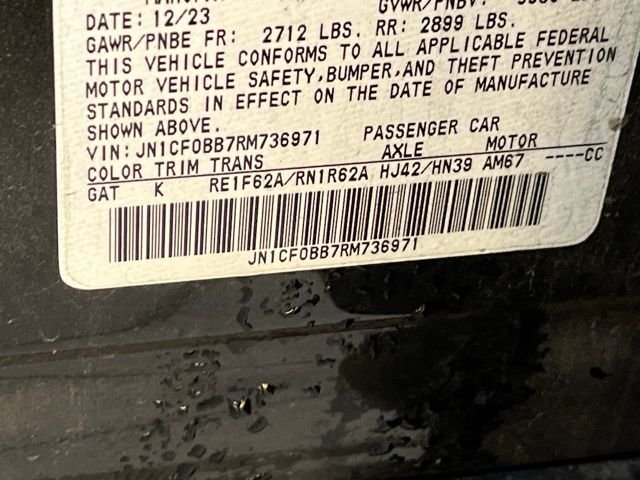 DATE: 12/23 GVWR/PNBV:
GAWR/PNBE FR: 2712 LBS. RR: 2899 LBS.
THIS VEHICLE CONFORMS TO ALL APPLICABLE FEDERAL
MOTOR VEHICLE SAFETY,BUMPER,AND THEFT PREVENTION
STANDARDS IN EFFECT ON THE DATE OF MANUFACTURE
SHOWN ABOVE.
VIN:JN1CF0BB7RM736971 PASSENGER CAR
COLOR TRIM TRANS AXLE MOTOR
GAT K RE1F62A/RN1R62A HJ42/HN39 AM67 ----CC
JN1CF0BB7RM736971